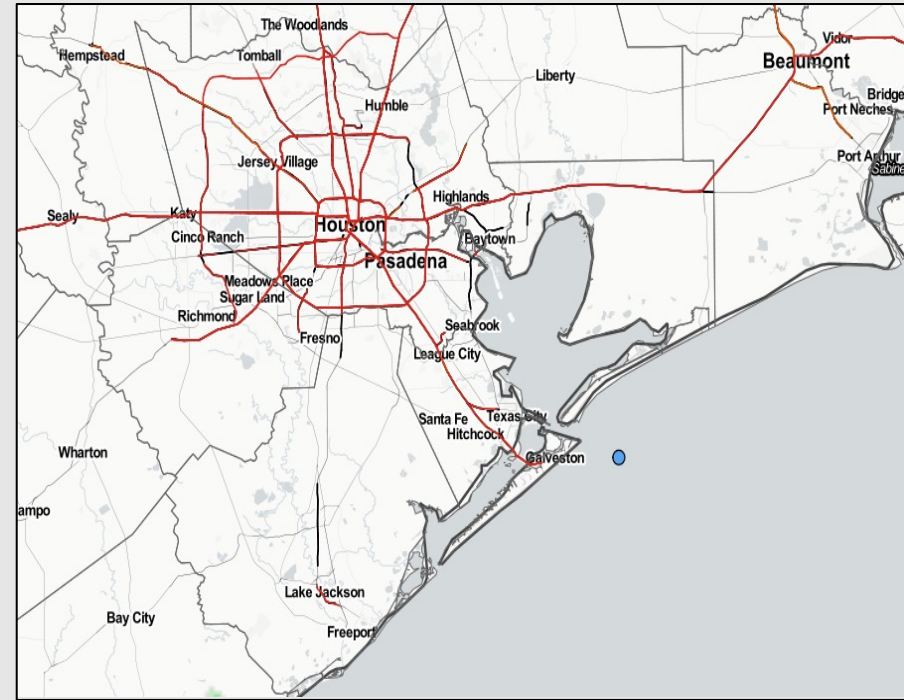 The Woodlands
Hempstead
Tomball
Vidor
Beaumont
Liberty
Bridge
Humble
Port Neches
Jersey Village
Port Arthur
Sabine
Highlands
Sealy
Katy
Houston
Cinco Ranch
Baytown
Pasadena
Meadows Place
Sugar Land
Richmond
Seabrook
Fresno
League City
Santa Fe
Texas City
Hitchcock
Wharton
Galveston
ampo
Lake Jackson
Bay City
Freeport